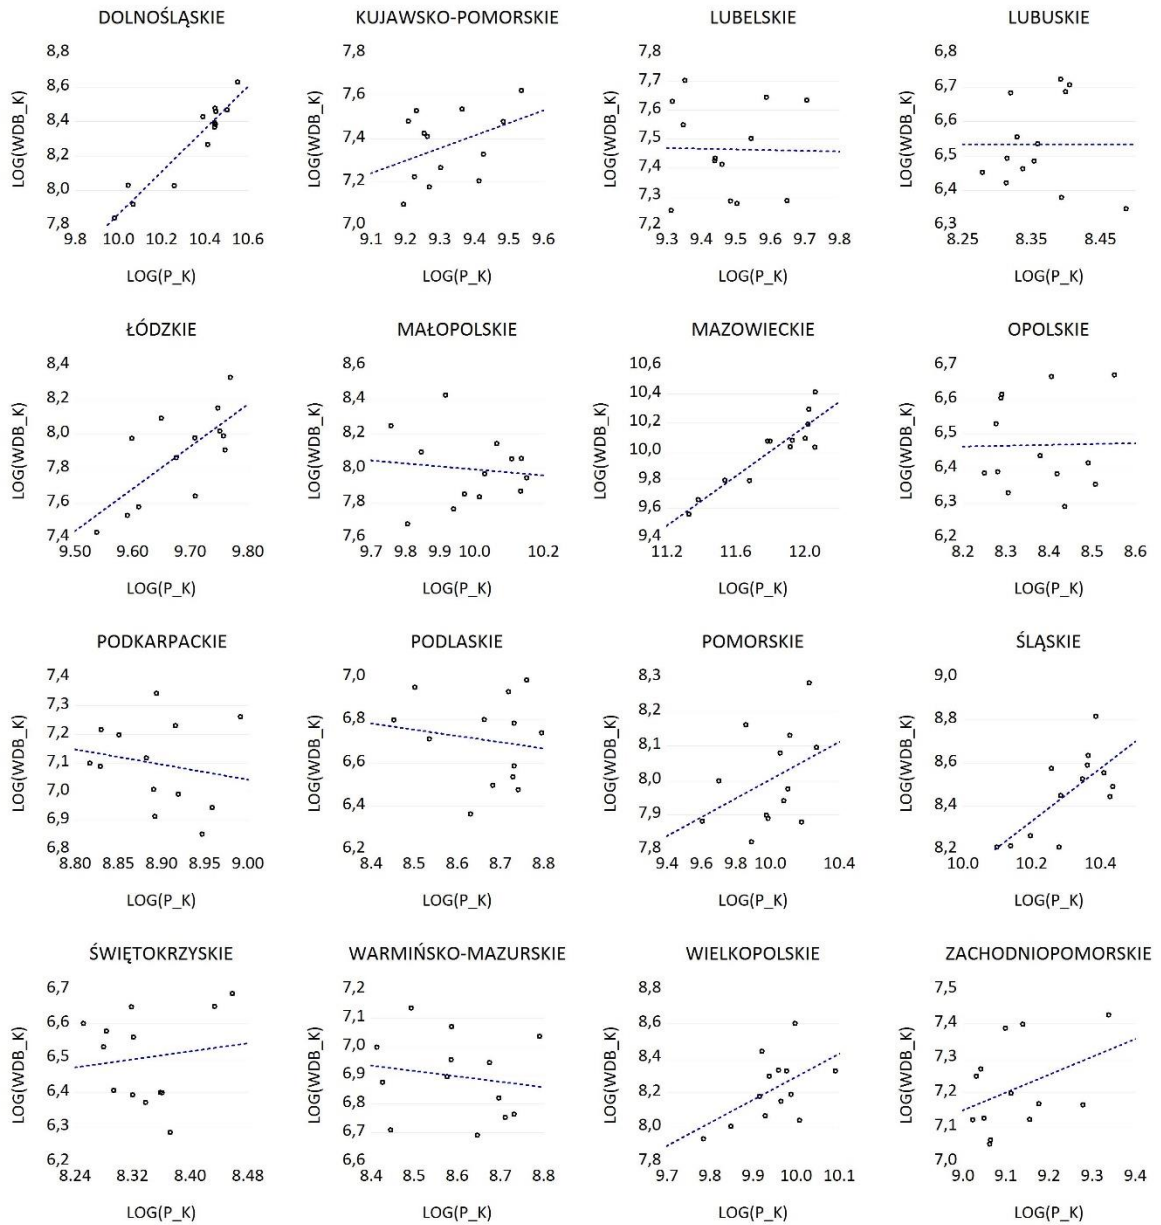 DOLNOŚLĄSKIE KUJAWSKO-POMORSKIE LUBELSKIE LUBUSKIE
LOG(WDB_K) LOG(WDB_K) LOG(WDB_K) LOG(WDB_K)
8,8 7,8 7,8 6,8
8,6 7,7 6,7
8,4 7,6 7,6 6,6
8,2 7,4 7,5 6,5
8,0 7,2 7,4 6,4
7,3
7,8 7,0 7,2 6,3
9.8 10.0 10.2 10.4 10.6 9.1 9.2 9.3 9.4 9.5 9.6 9.3 9.4 9.5 9.6 9.7 9.8 8.25 8.35 8.45
LOG(P_K) LOG(P_K) LOG(P_K) LOG(P_K)
ŁÓDZKIE MAŁOPOLSKIE MAZOWIECKIE OPOLSKIE
LOG(WDB_K) LOG(WDB_K) LOG(WDB_K) LOG(WDB_K)
8,4 8,6 10,6 6,7
8,2 8,4 10,4 6,6
8,0 8,2 10,2 6,5
7,8 8,0 10,0 6,4
7,6 7,8 9,8 6,3
9,6
7,4 7,6 9,4 6,2
9.50 9.60 9.70 9.80 9.7 9.8 9.9 10.0 10.1 10.2 11.2 11.6 12.0 8.2 8.3 8.4 8.5 8.6
LOG(P_K) LOG(P_K) LOG(P_K) LOG(P_K)
PODKARPACKIE PODLASKIE POMORSKIE ŚLĄSKIE
LOG(WDB_K) LOG(WDB_K) LOG(WDB_K) LOG(WDB_K)
7,4 7,0 8,3 9,0
7,3 8,2 8,8
7,2 6,8 8,1 8,6
7,1 6,6 8,0 8,4
7,0 6,4 7,9
6,9
6,8 6,2 7,8 8,2
8.80 8.85 8.90 8.95 9.00 8.4 8.5 8.6 8.7 8.8 9.4 9.6 9.8 10.0 10.2 10.4 10.0 10.2 10.4
LOG(P_K) LOG(P_K) LOG(P_K) LOG(P_K)
ŚWIĘTOKRZYSKIE WARMIŃSKO-MAZURSKIE WIELKOPOLSKIE ZACHODNIOPOMORSKIE
LOG(WDB_K) LOG(WDB_K) LOG(WDB_K) LOG(WDB_K)
6,7 7,2 8,8 7,5
6,6 7,1 8,6 7,4
6,5 7,0 8,4 7,3
6,4 6,9 8,2 7,2
6,3 6,8 8,0 7,1
6,7
6,2 6,6 7,8 7,0
8.24 8.32 8.40 8.48 8.4 8.5 8.6 8.7 8.8 9.7 9.8 9.9 10.0 10.1 9.0 9.1 9.2 9.3 9.4
LOG(P_K) LOG(P_K) LOG(P_K) LOG(P_K)